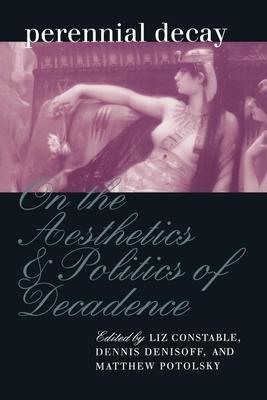 perennial decay
On the
Aesthetics
& Politics of
Decadence
Edited by LIZ CONSTABLE,
DENNIS DENISOFF, AND
MATTHEW POTOLSKY